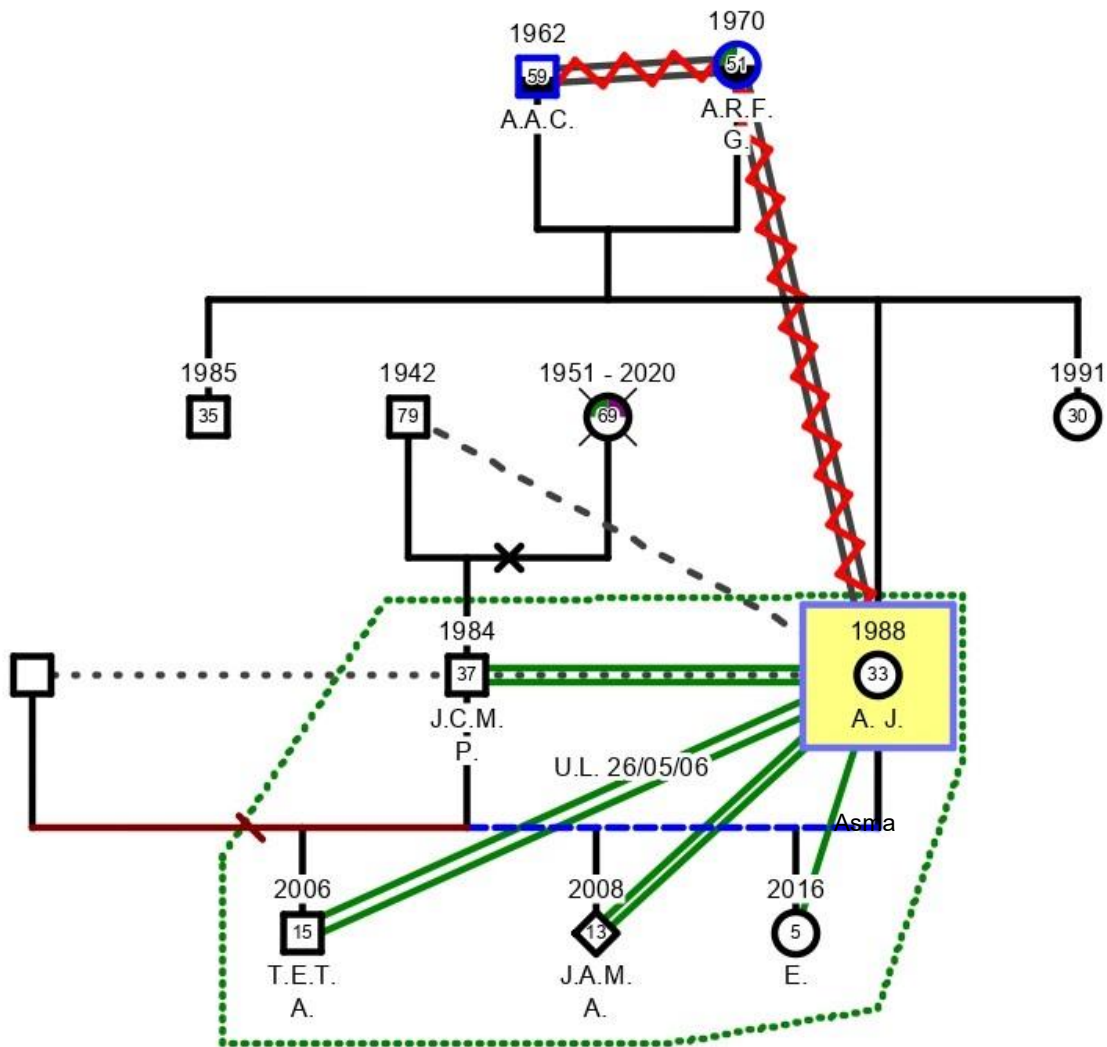 1962
1970
59
51
A.A.C.
A.R.F.
G.
1985
1942
1951 - 2020
1991
35
79
69
30
1984
1988
37
33
J.C.M.
P.
A. J.
U.L. 26/05/06
Asma
2006
2008
2016
15
13
5
T.E.T.
A.
J.A.M.
A.
E.